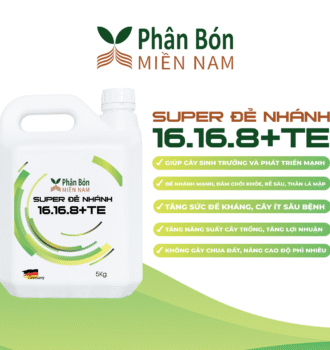 Phân Bón
MIỀN NAM
SUPER ĐẺ NHÁNH
16.16.8+TE
GIÚP CÂY SINH TRƯỞNG VÀ PHÁT TRIỂN MẠNH
ĐẺ NHÁNH MẠNH, ĐÂM CHỒI KHỎE, RỄ SÂU, THÂN LÁ MẬP
TĂNG SỨC ĐỀ KHÁNG, CÂY ÍT SÂU BỆNH
TĂNG NĂNG SUẤT CÂY TRỒNG, TĂNG LỢI NHUẬN
KHÔNG GÂY CHUA ĐẤT, NÂNG CAO ĐỘ PHÌ NHIÊU
Phân Bón
MIỀN NAM
SUPER ĐẺ NHÁNH
16.16.8+TE
Germany
5Kg